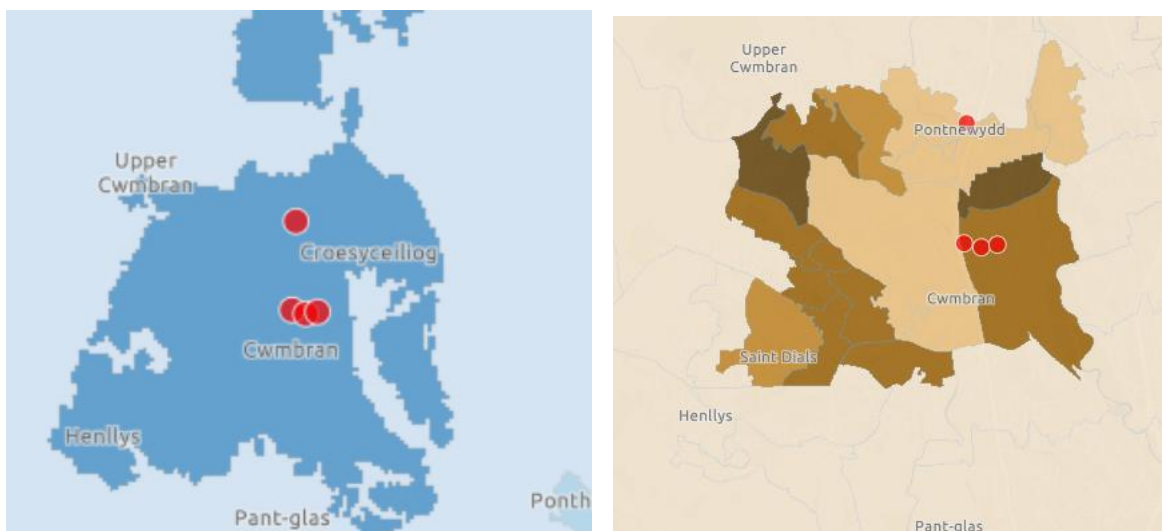 Upper
Cwmbran
Croesyceiliog
Cwmbran
Henllys
Pant-glas
Ponth
Upper
Cwmbran
Pontnewydd
Cwmbran
Saint Dials
Henllys
Pant-glas